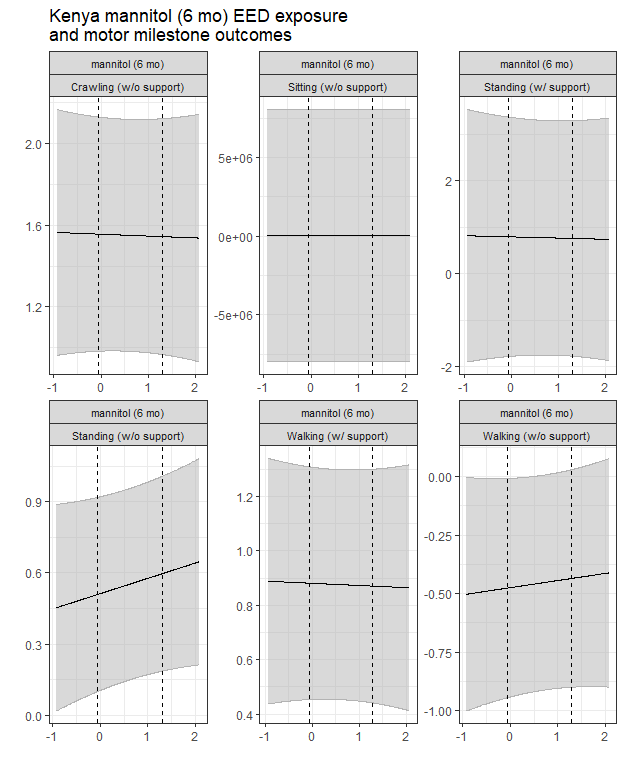 Kenya mannitol (6 mo) EED exposure
and motor milestone outcomes
mannitol (6 mo)
Crawling (w/o support)
2.0
1.6
1.2
-1
0
1
2
mannitol (6 mo)
Sitting (w/o support)
5e+06
0e+00
-5e+06
-1
0
1
2
mannitol (6 mo)
Standing (w/ support)
2
0
-2
-1
0
1
2
mannitol (6 mo)
Standing (w/o support)
0.9
0.6
0.3
0.0
-1
0
1
2
mannitol (6 mo)
Walking (w/ support)
1.2
1.0
0.8
0.6
0.4
-1
0
1
2
mannitol (6 mo)
Walking (w/o support)
0.00
-0.25
-0.50
-0.75
-1.00
-1
0
1
2